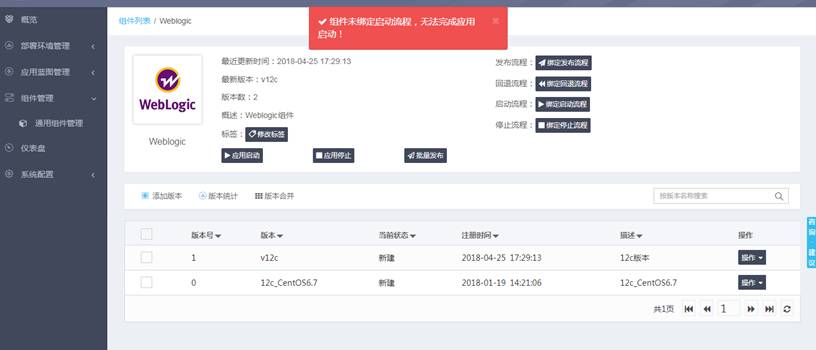 概览
部署环境管理
应用蓝图管理
组件管理
通用组件管理
仪表盘
系统配置
组件列表 / Weblogic
组件未绑定启动流程，无法完成应用
启动！
WebLogic
Weblogic
最近更新时间：2018-04-25 17:29:13
最新版本：v12c
版本数：2
概述：Weblogic组件
标签： 修改标签
应用启动 应用停止 批量发布
发布流程： 绑定发布流程
回退流程： 绑定回退流程
启动流程： 绑定启动流程
停止流程： 绑定停止流程
添加版本 版本统计 版本合并 按版本名称搜索
版本号 版本 当前状态 注册时间 描述 操作
1 v12c 新建 2018-04-25 17:29:13 12c版本 操作
0 12c_CentOS6.7 新建 2018-01-19 14:21:06 12c_CentOS6.7 操作
共1页 1
咨询 建议